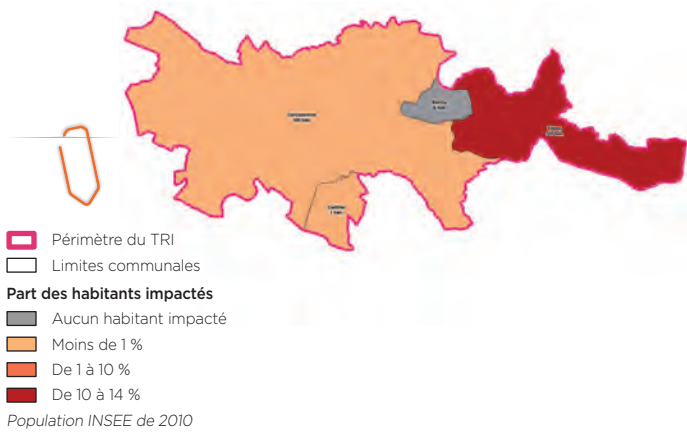 Périmètre du TRI
Limites communales
Part des habitants impactés
Aucun habitant impacté
Moins de 1 %
De 1 à 10 %
De 10 à 14 %
Population INSEE de 2010